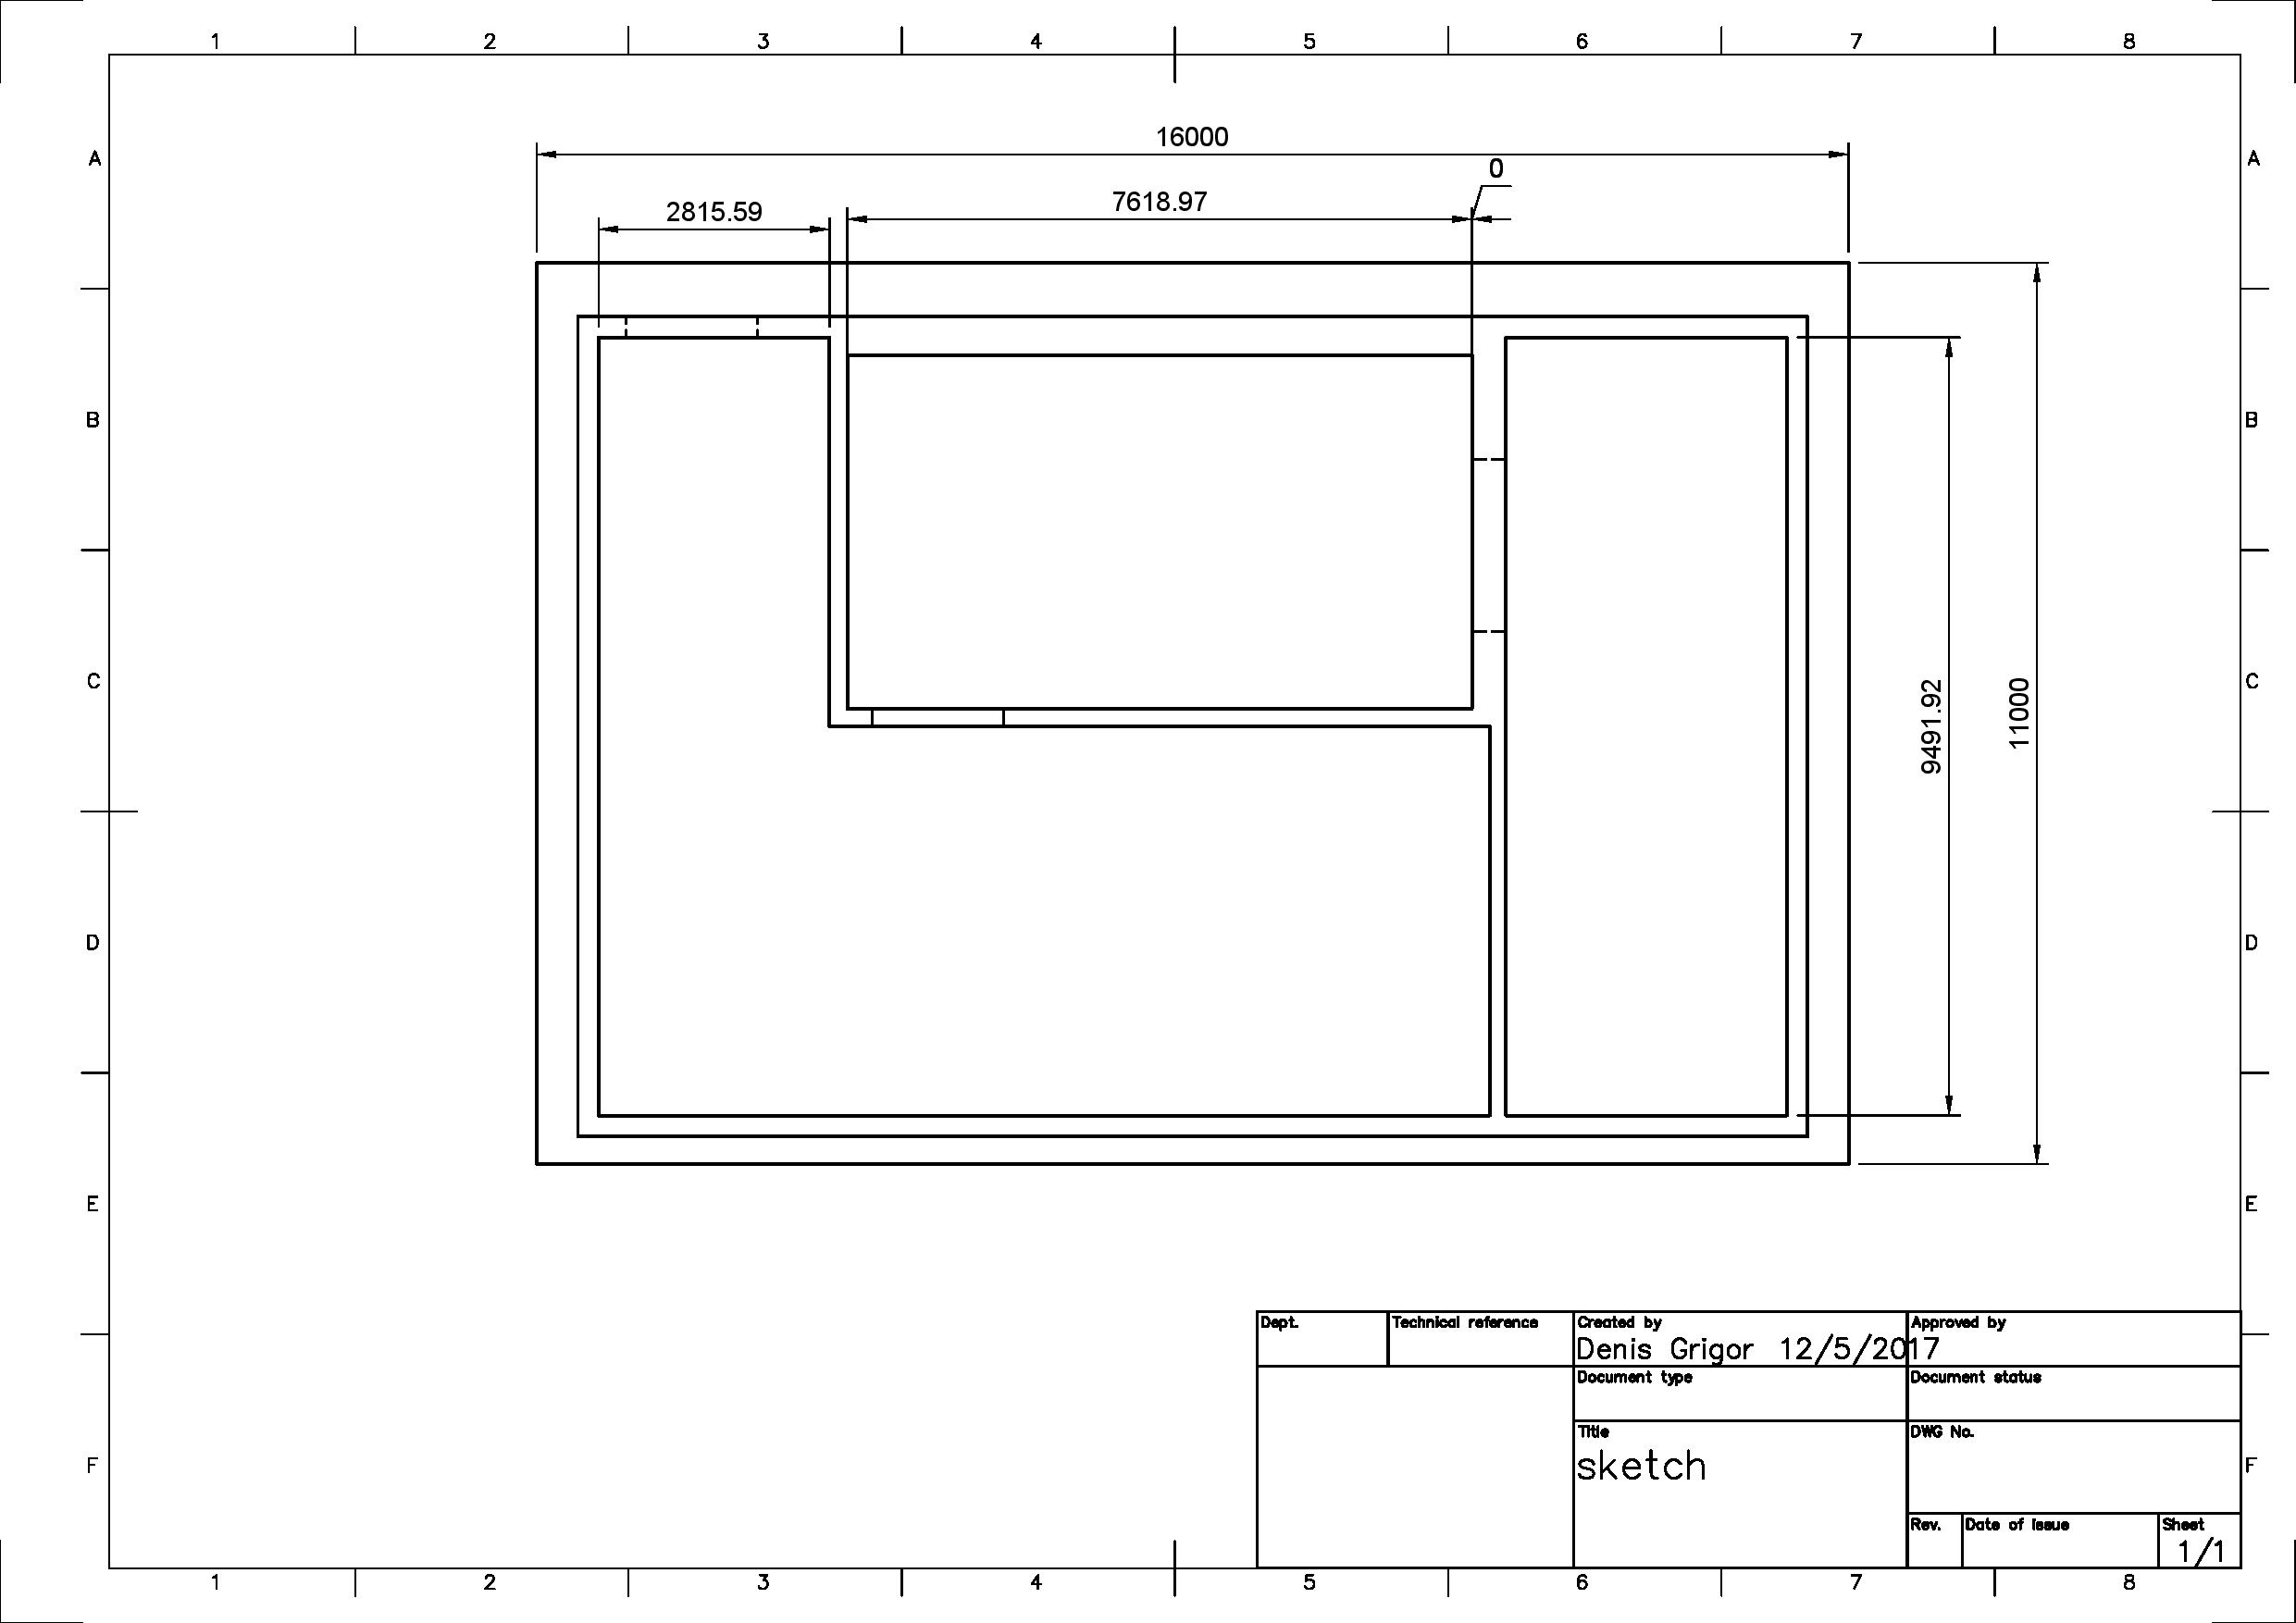 1 2 3 4 5 6 7 8
A A
16000
0
2815.59 7618.97
B B
C C
9491.92
11000
D D
E E
Dept. Technical reference Created by Approved by
Denis Grigor 12/5/2017
Document type Document status
Title DWG No.
sketch
F F
Rev. Date of issue Sheet
1/1
1 2 3 4 5 6 7 8